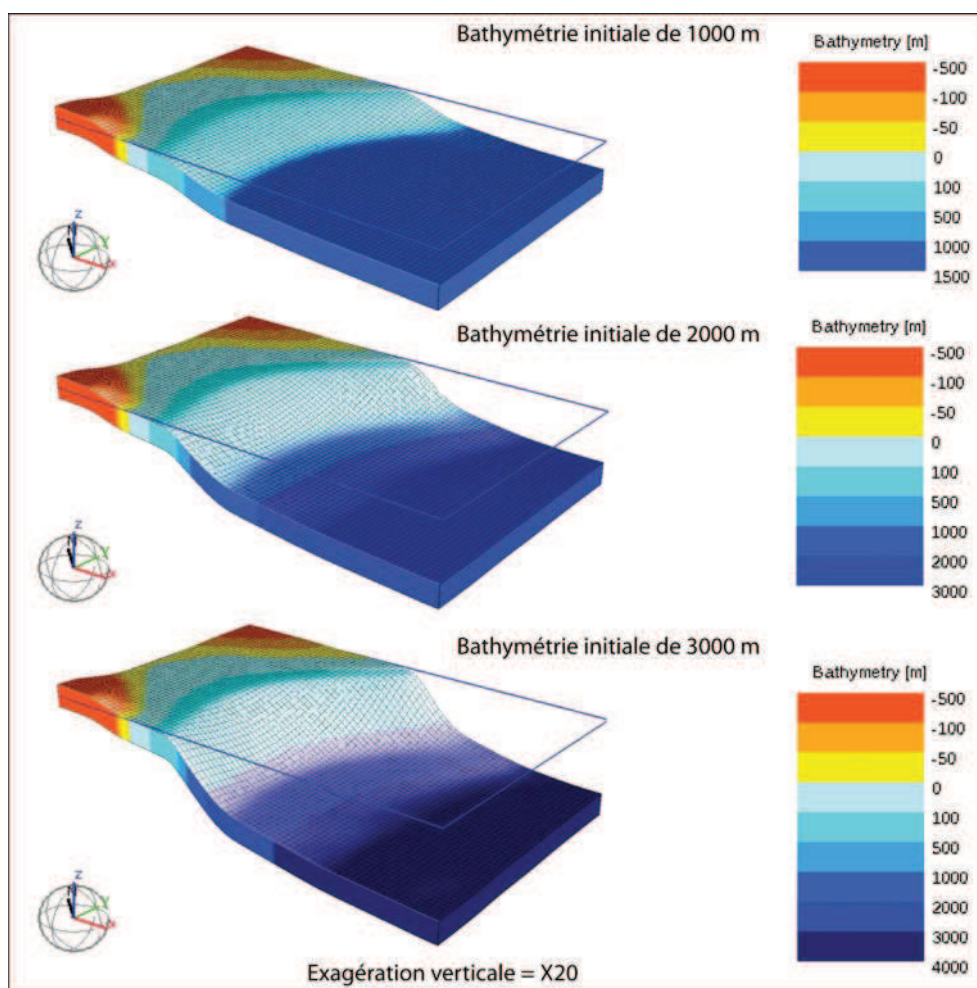 Bathymétrie initiale de 1000 m
Bathymetry [m]
-500
-100
-50
0
100
500
1000
1500
z
Y
x
Bathymétrie initiale de 2000 m
Bathymetry [m]
-500
-100
-50
0
100
500
1000
2000
3000
z
Y
x
Bathymétrie initiale de 3000 m
Bathymetry [m]
-500
-100
-50
0
100
500
1000
2000
3000
4000
z
Y
x
Exagération verticale = X20